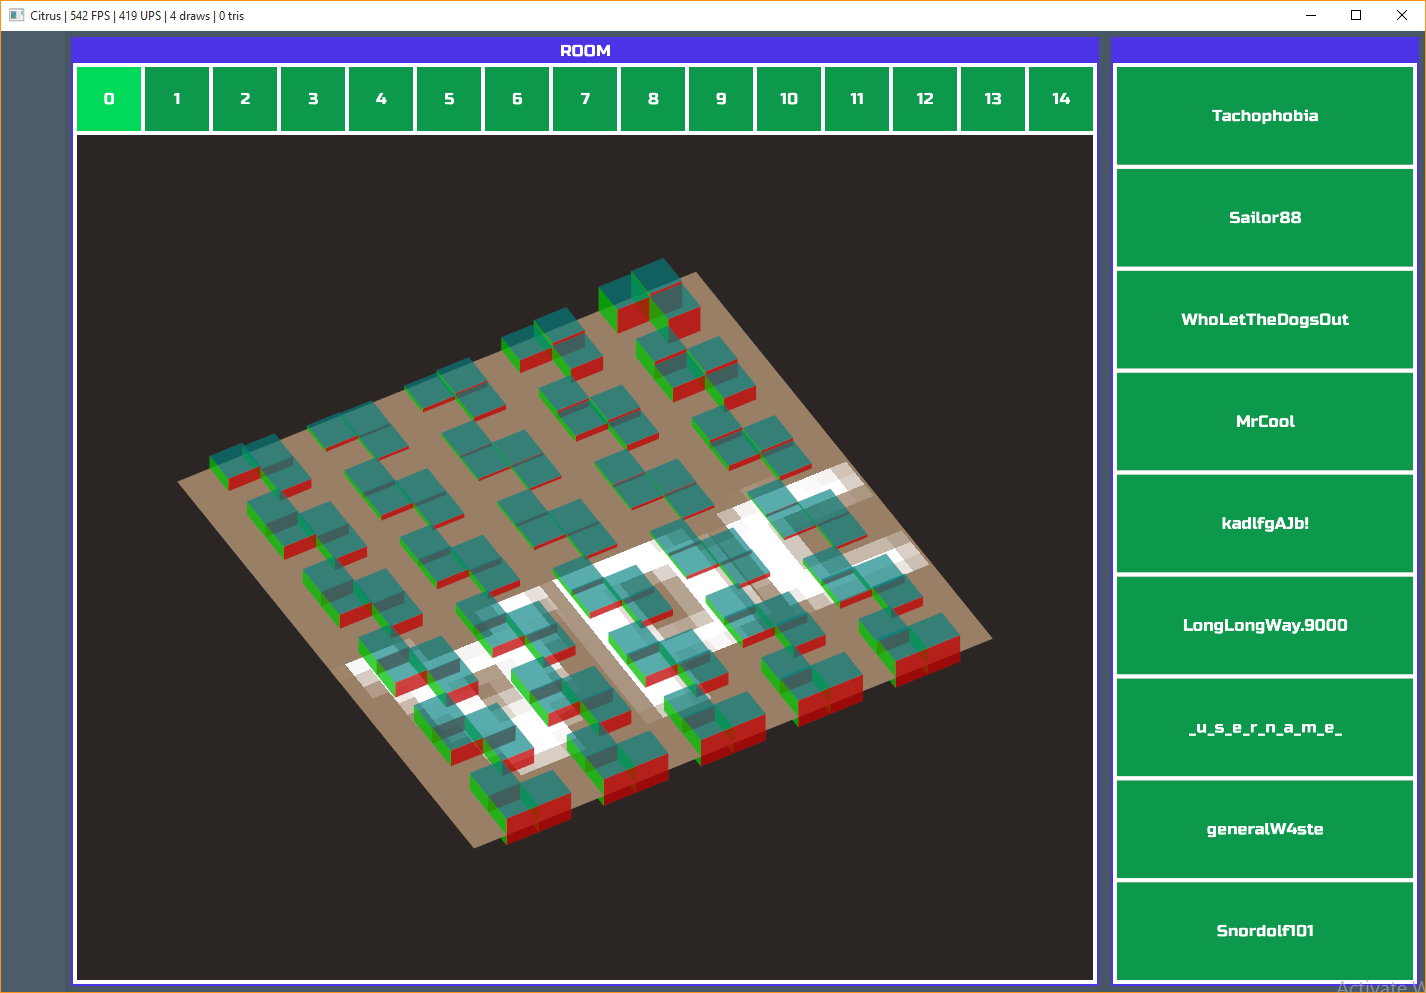 Citrus | 542 FPS | 419 UPS | 4 draws | 0 tris
ROOM
0 1 2 3 4 5 6 7 8 9 10 11 12 13 14
Tachophobia
Sailor88
WhoLetTheDogsOut
MrCool
kadlfgAJb!
LongLongWay.9000
_u_s_e_r_n_a_m_e_
generalW4ste
Snordolf101
Activate W